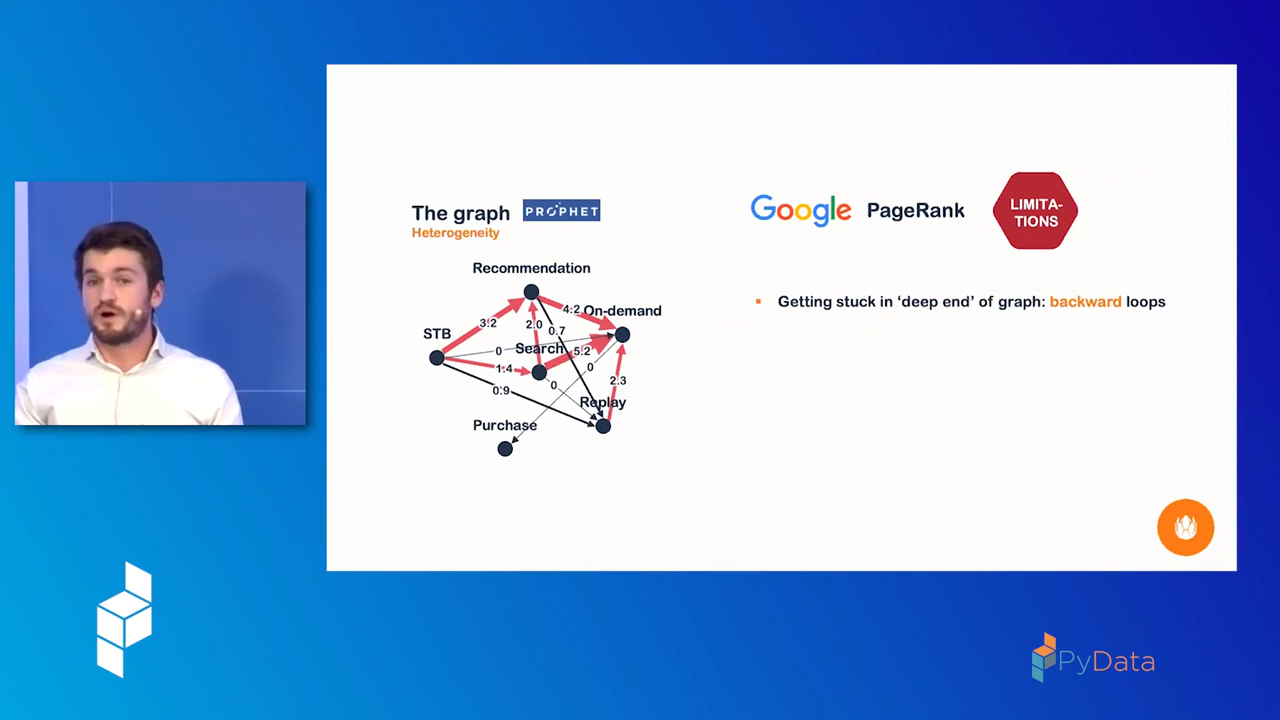 The graph
PROPHET
Heterogeneity
Google PageRank
LIMITA-
TIONS
▪ Getting stuck in ‘deep end’ of graph: backward loops
Recommendation
4.2
On-demand
3.2
2.0
0.7
STB
0
Search
5.2
1.4
0
0.9
0
2.3
Replay
Purchase
PyData